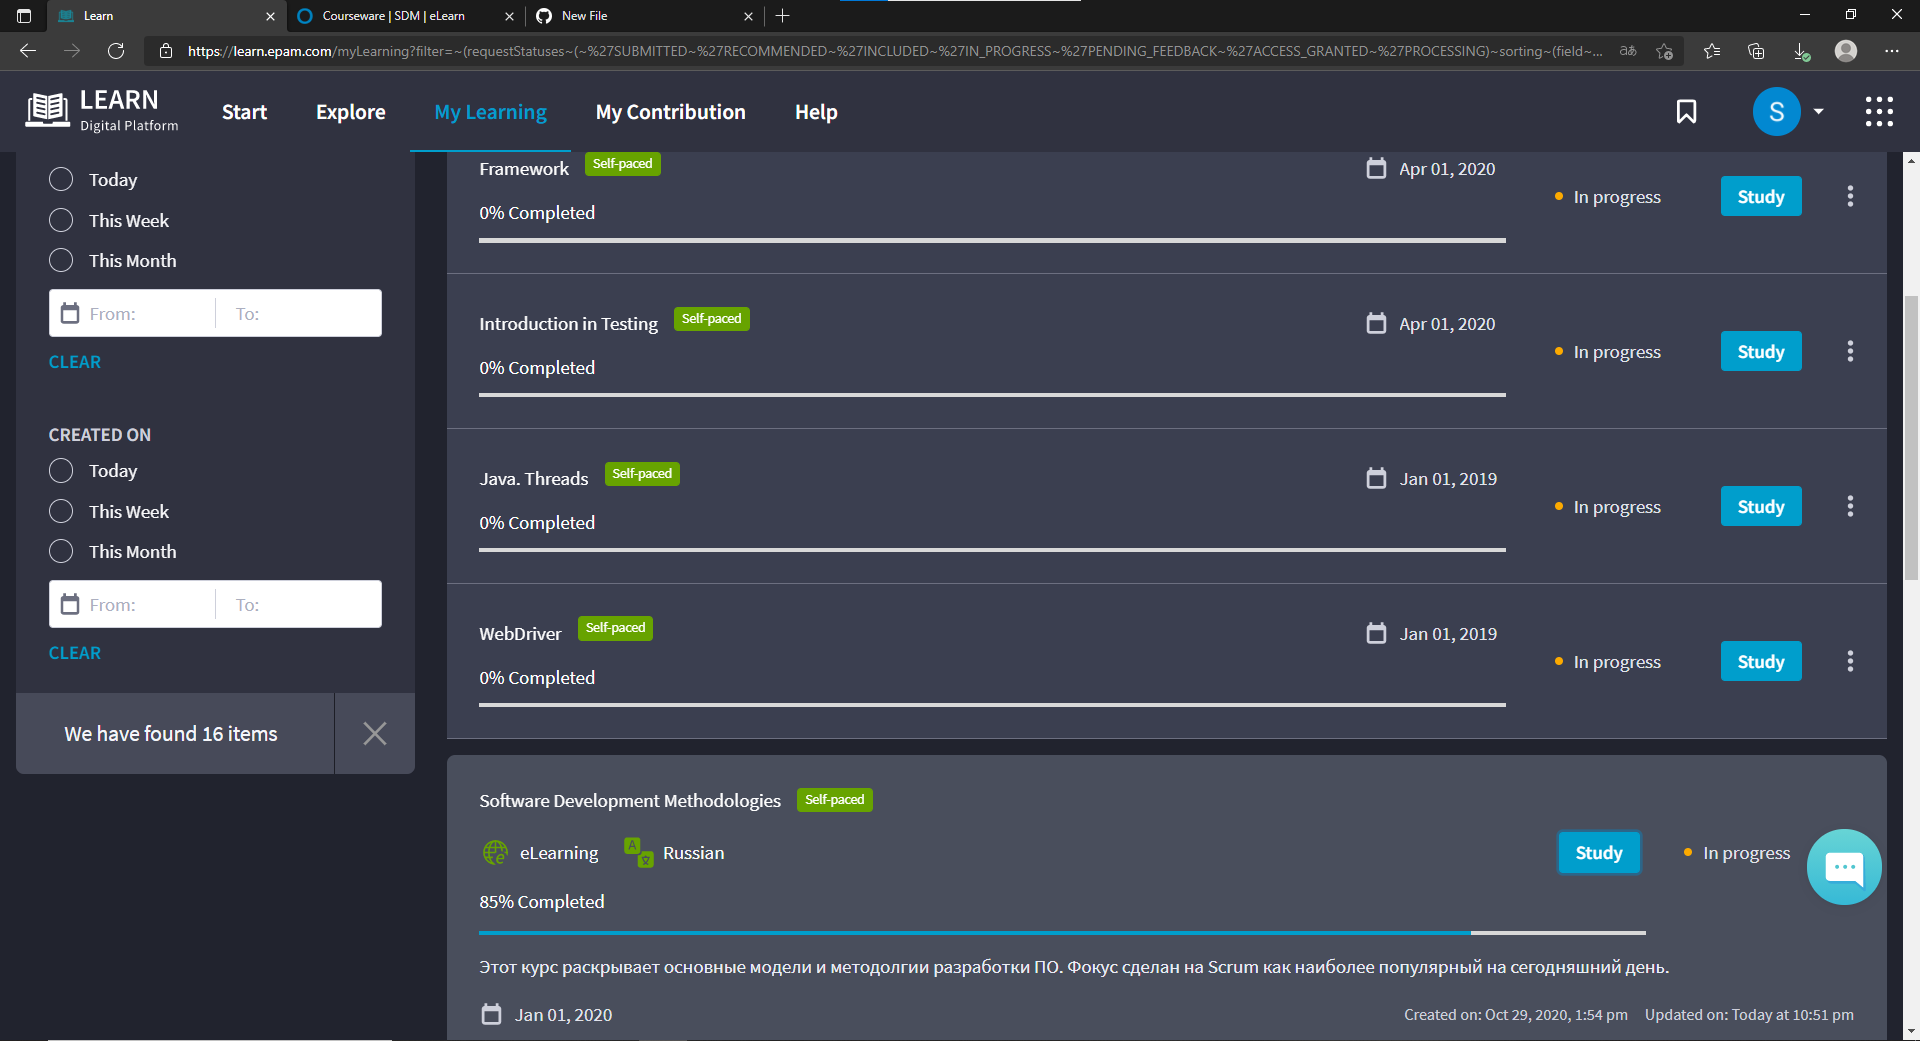 Learn
Courseware | SDM | eLearn
New File
https://learn.epam.com/myLearning?filter=~(requestStatuses~(~%27SUBMITTED~%27RECOMMENDED~%27INCLUDED~%27IN_PROGRESS~%27PENDING_FEEDBACK~%27ACCESS_GRANTED~%27PROCESSING)~sorting~(field~...
LEARN
Digital Platform
Start
Explore
My Learning
My Contribution
Help
S
Today
This Week
This Month
From:
To:
CLEAR
CREATED ON
Today
This Week
This Month
From:
To:
CLEAR
We have found 16 items
Framework
Self-paced
Apr 01, 2020
0% Completed
In progress
Study
Introduction in Testing
Self-paced
Apr 01, 2020
0% Completed
In progress
Study
Java. Threads
Self-paced
Jan 01, 2019
0% Completed
In progress
Study
WebDriver
Self-paced
Jan 01, 2019
0% Completed
In progress
Study
Software Development Methodologies
Self-paced
eLearning
Russian
Study
In progress
85% Completed
Этот курс раскрывает основные модели и методолгии разработки ПО. Фокус сделан на Scrum как наиболее популярный на сегодняшний день.
Jan 01, 2020
Created on: Oct 29, 2020, 1:54 pm
Updated on: Today at 10:51 pm